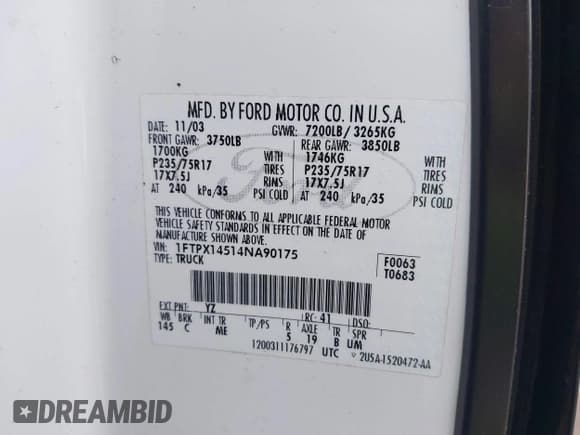 MFD. BY FORD MOTOR CO. IN U.S.A.
DATE: 11/03 GVWR: 7200LB/ 3265KG
FRONT GAWR: 3750LB REAR GAWR: 3850LB
1700KG WITH 1746KG WITH
P235/75R17 TIRES P235/75R17 TIRES
17X7.5J RIMS 17X7.5J RIMS
AT 240 kPa/35 PSI COLD AT 240 kPa/35 PSI COLD
Ford
THIS VEHICLE CONFORMS TO ALL APPLICABLE FEDERAL MOTOR
VEHICLE SAFETY STANDARDS IN EFFECT ON THE DATE OF
MANUFACTURE SHOWN ABOVE.
VIN: 1FTPX14514NA90175 F0063
TYPE: TRUCK T0683
EXT PNT: YZ RC: 41 DSO:
WB BRK INT TR TP/PS R AXLE TR SPR
145 C ME 5 19 B UM
1200311176797 UTC 2U5A-1520472-AA
DREAMBID